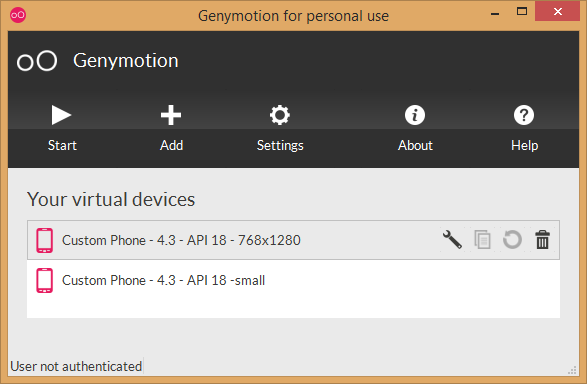 Genymotion for personal use
Genymotion
Start Add Settings About Help
Your virtual devices
Custom Phone - 4.3 - API 18 - 768x1280
Custom Phone - 4.3 - API 18 -small
User not authenticated